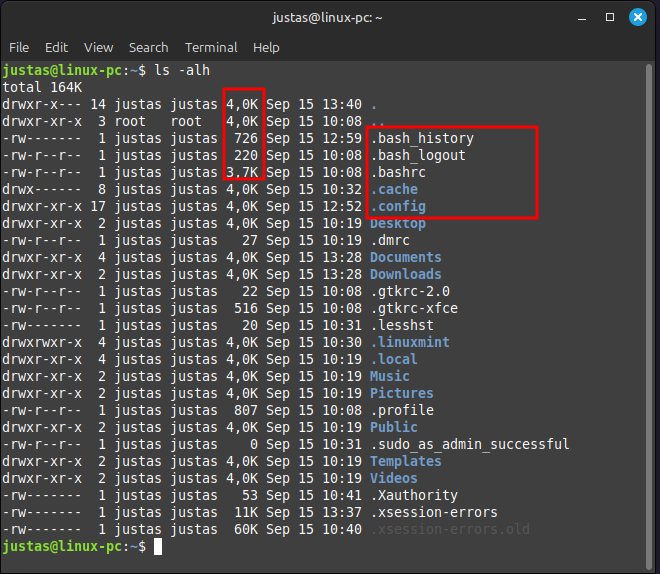 justas@linux-pc: ~
File Edit View Search Terminal Help
justas@linux-pc:~$ ls -alh
total 164K
drwxr-x--- 14 justas justas 4,0K Sep 15 13:40 .
drwxr-xr-x  3 root   root   4,0K Sep 15 10:08 ..
-rw-------  1 justas justas  726 Sep 15 12:59 .bash_history
-rw-r--r--  1 justas justas  220 Sep 15 10:08 .bash_logout
-rw-r--r--  1 justas justas 3,7K Sep 15 10:08 .bashrc
drwx------  8 justas justas 4,0K Sep 15 10:32 .cache
drwxr-xr-x 17 justas justas 4,0K Sep 15 12:52 .config
drwxr-xr-x  2 justas justas 4,0K Sep 15 10:19 Desktop
-rw-r--r--  1 justas justas   27 Sep 15 10:19 .dmrc
drwxr-xr-x  4 justas justas 4,0K Sep 15 13:28 Documents
drwxr-xr-x  2 justas justas 4,0K Sep 15 13:28 Downloads
-rw-r--r--  1 justas justas   22 Sep 15 10:08 .gtkrc-2.0
-rw-r--r--  1 justas justas  516 Sep 15 10:08 .gtkrc-xfce
-rw-------  1 justas justas   20 Sep 15 10:31 .lesshst
drwxrwxr-x  4 justas justas 4,0K Sep 15 10:30 .linuxmint
drwxr-xr-x  4 justas justas 4,0K Sep 15 10:19 .local
drwxr-xr-x  2 justas justas 4,0K Sep 15 10:19 Music
drwxr-xr-x  2 justas justas 4,0K Sep 15 10:19 Pictures
-rw-r--r--  1 justas justas  807 Sep 15 10:08 .profile
drwxr-xr-x  2 justas justas 4,0K Sep 15 10:19 Public
-rw-r--r--  1 justas justas    0 Sep 15 10:31 .sudo_as_admin_successful
drwxr-xr-x  2 justas justas 4,0K Sep 15 10:19 Templates
drwxr-xr-x  2 justas justas 4,0K Sep 15 10:19 Videos
-rw-------  1 justas justas   53 Sep 15 10:41 .Xauthority
-rw-------  1 justas justas  11K Sep 15 13:37 .xsession-errors
-rw-------  1 justas justas  60K Sep 15 10:40 .xsession-errors.old
justas@linux-pc:~$